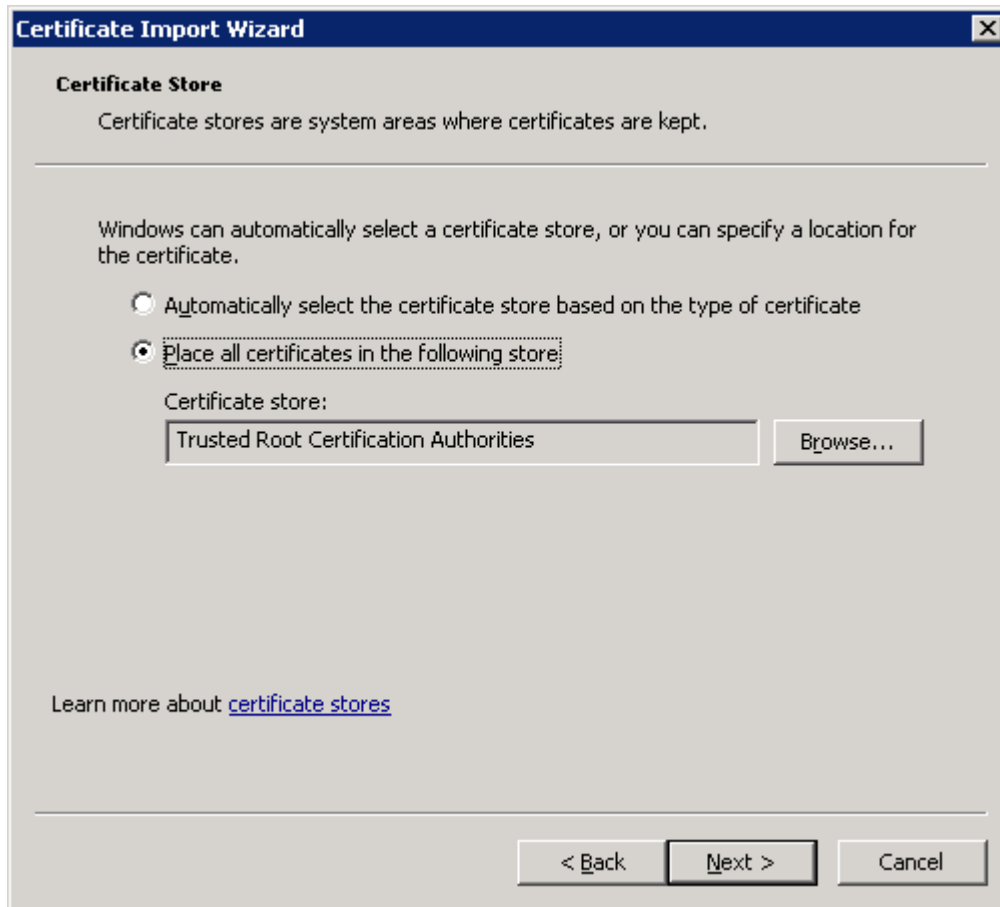 Certificate Import Wizard
Certificate Store
Certificate stores are system areas where certificates are kept.
Windows can automatically select a certificate store, or you can specify a location for
the certificate.
Automatically select the certificate store based on the type of certificate
Place all certificates in the following store
Certificate store:
Trusted Root Certification Authorities
Browse...
Learn more about certificate stores
< Back
Next >
Cancel